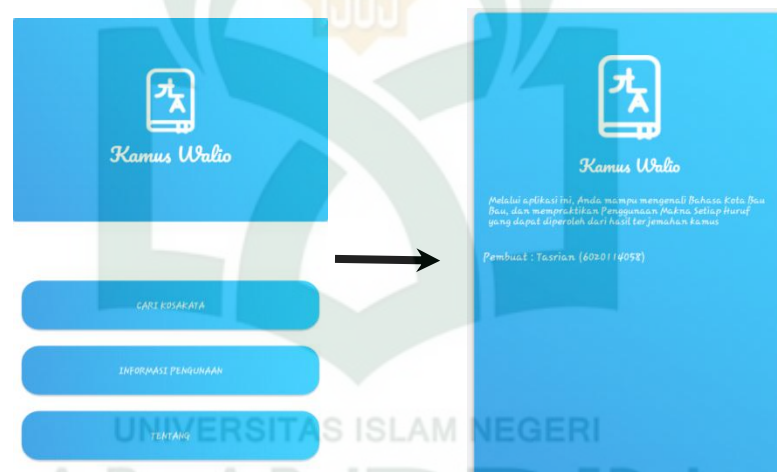 Kamus Walio
CARI KOSAKATA
INFORMASI PENGUNAAN
TENTANG
Kamus Walio
Melalui aplikasi ini, Anda mampu mengenali Bahasa Kota Bau
Bau, dan mempraktikan Penggunaan Makna Setiap Huruf
yang dapat diperoleh dari hasil terjemahan kamus
Pembuat : Tasrian (60201114058)
UNIVERSITAS ISLAM NEGERI